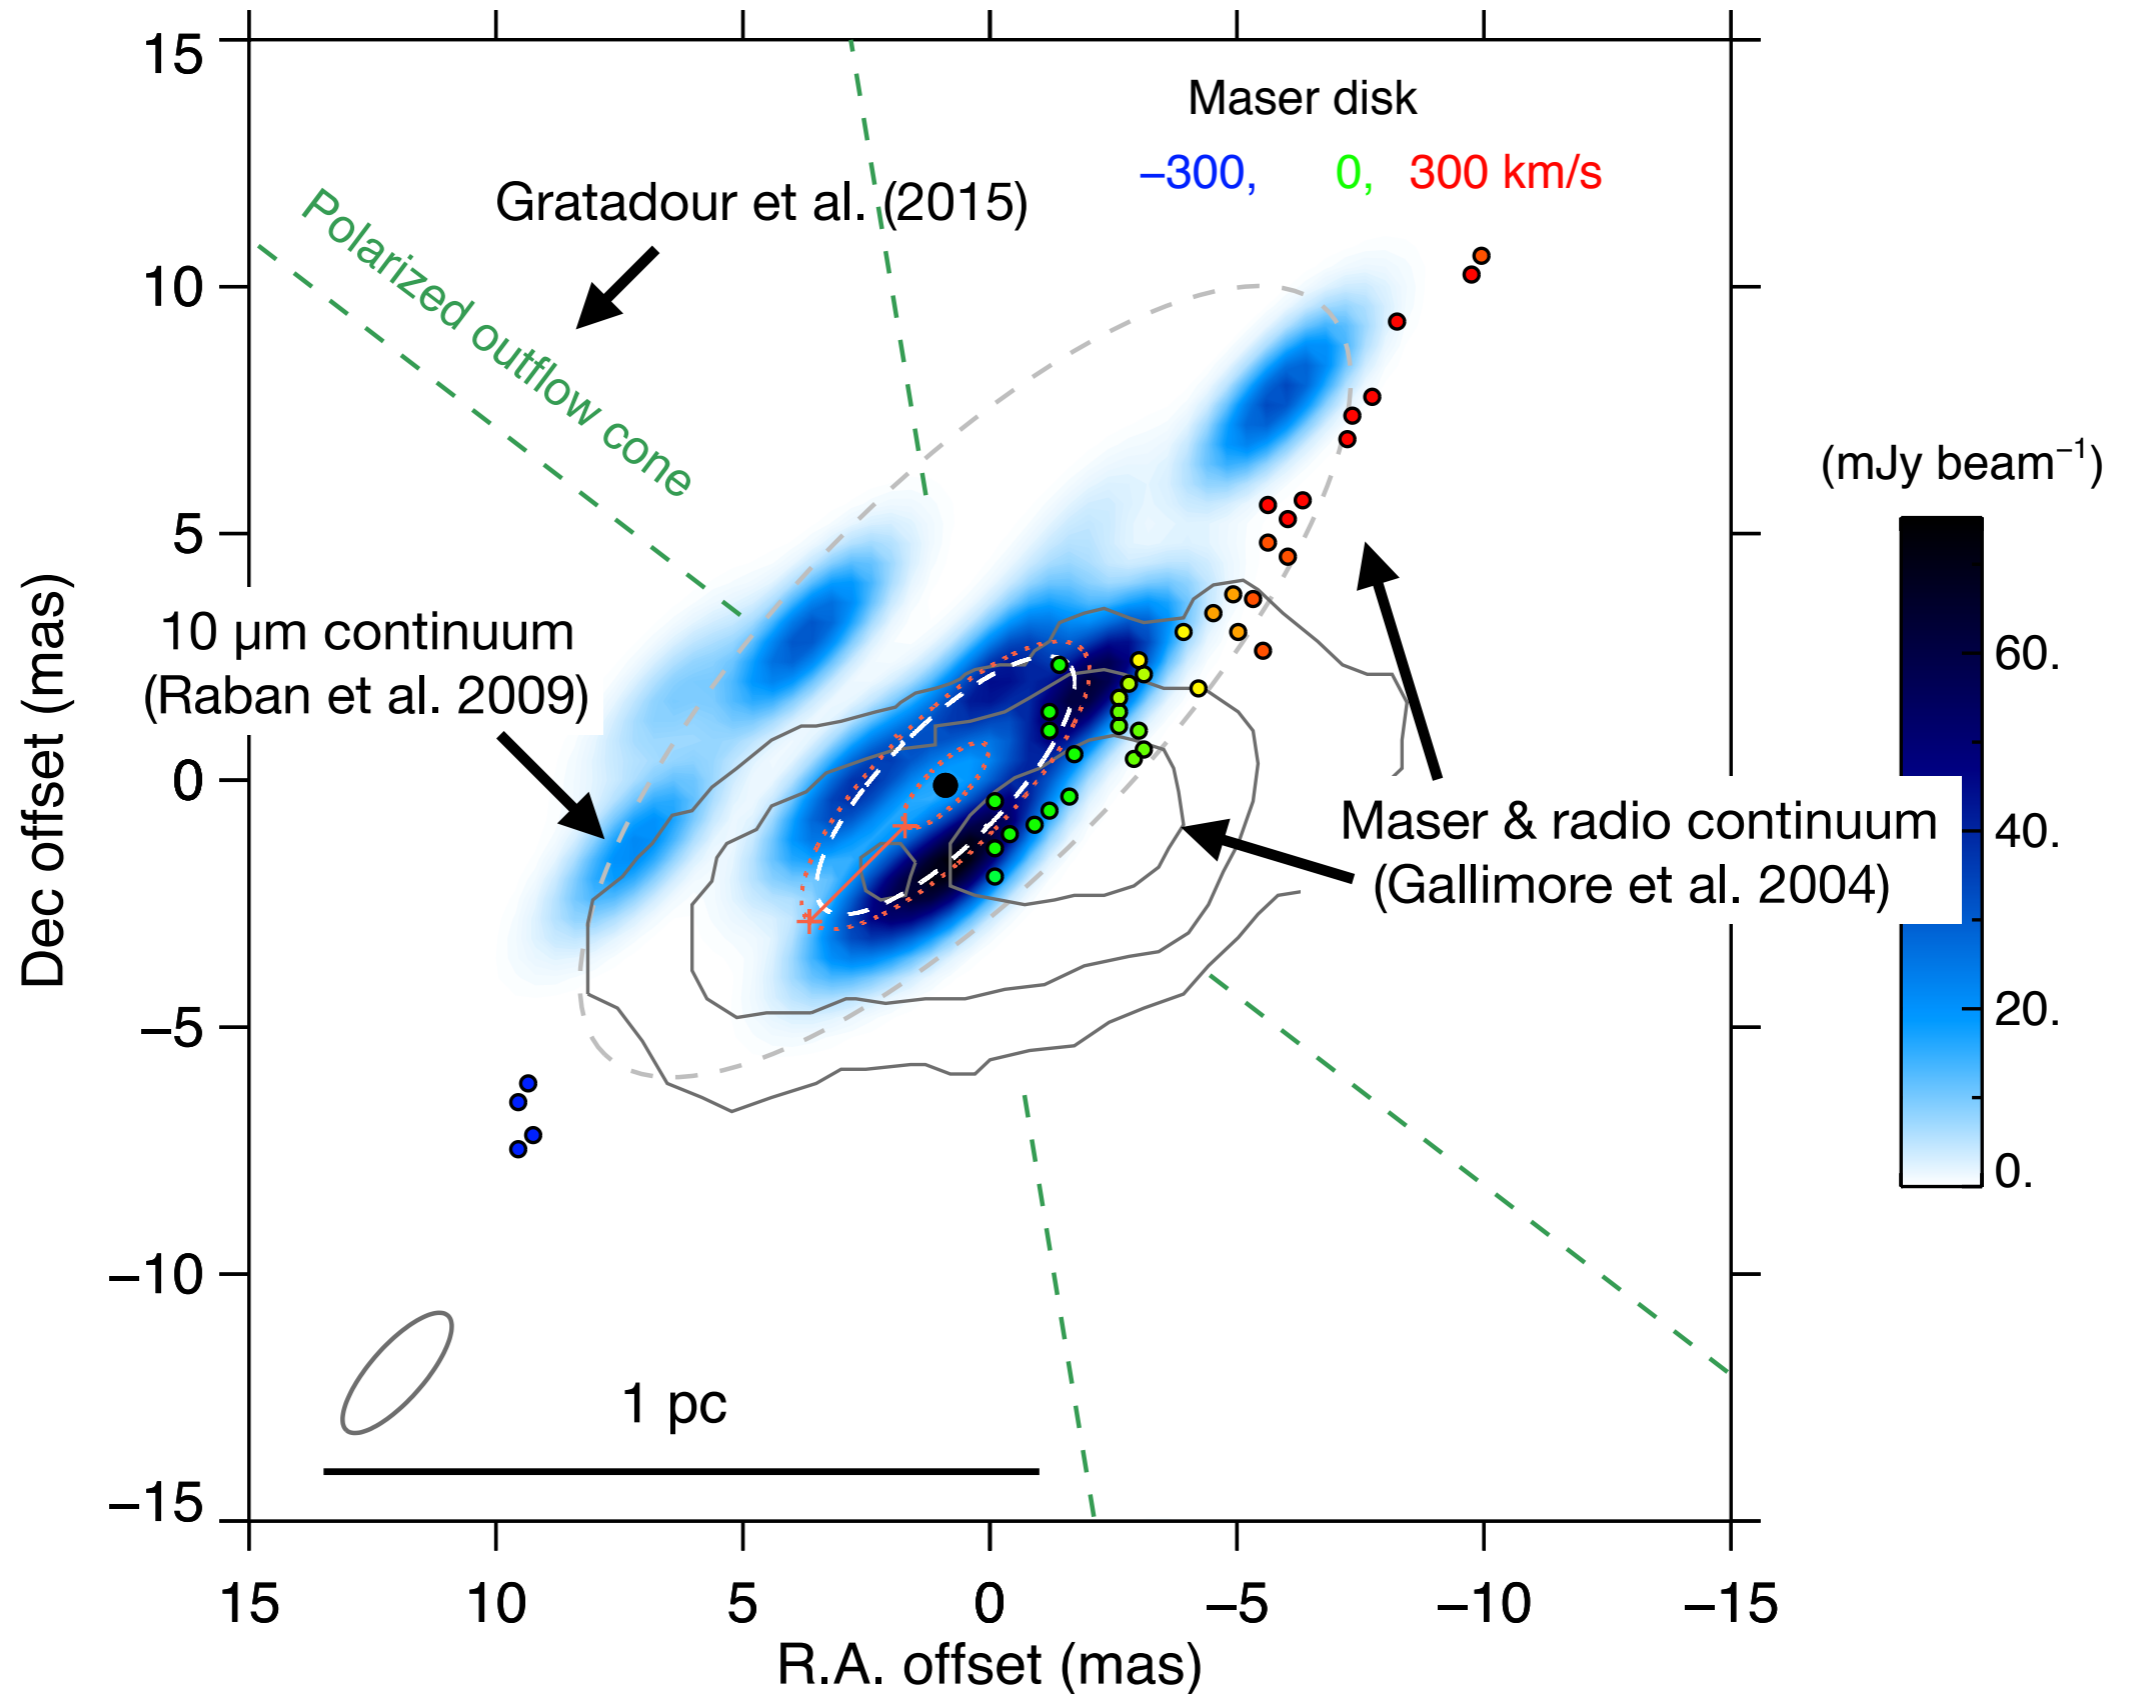 15
10
5
0
−5
−10
−15
Dec offset (mas)
15
10
5
0
−5
−10
−15
R.A. offset (mas)
Maser disk
−300, 0, 300 km/s
Gratadour et al. (2015)
Polarized outflow cone
10 μm continuum
(Raban et al. 2009)
Maser & radio continuum
(Gallimore et al. 2004)
1 pc
(mJy beam⁻¹)
60.
40.
20.
0.